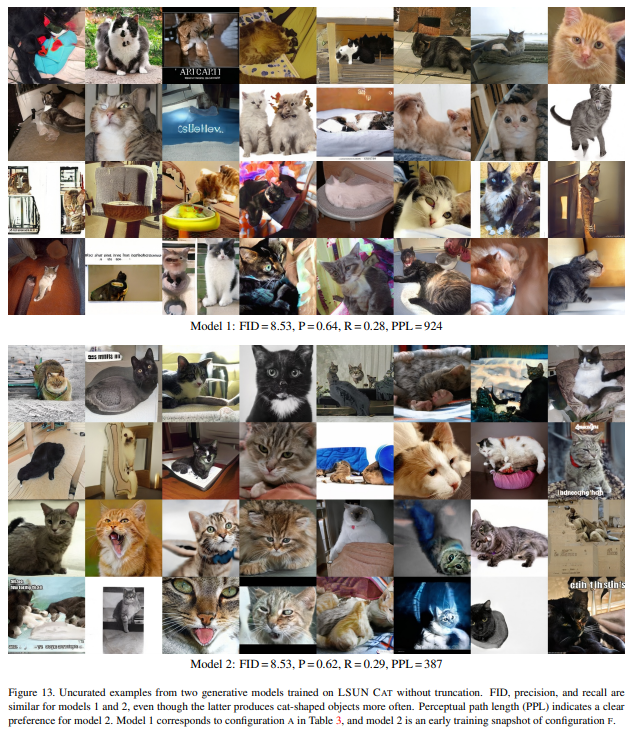 Model 1: FID = 8.53, P = 0.64, R = 0.28, PPL = 924
Model 2: FID = 8.53, P = 0.62, R = 0.29, PPL = 387
Figure 13. Uncurated examples from two generative models trained on LSUN CAT without truncation. FID, precision, and recall are
similar for models 1 and 2, even though the latter produces cat-shaped objects more often. Perceptual path length (PPL) indicates a clear
preference for model 2. Model 1 corresponds to configuration A in Table 3, and model 2 is an early training snapshot of configuration F.